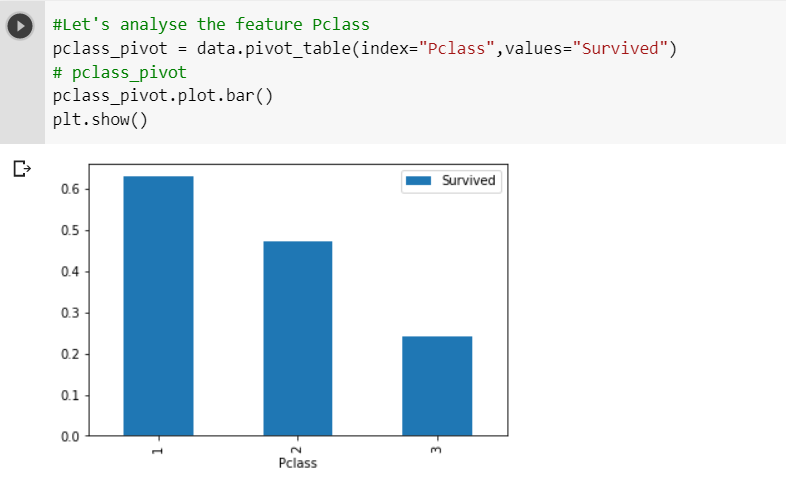 #Let's analyse the feature Pclass
pclass_pivot = data.pivot_table(index="Pclass",values="Survived")
# pclass_pivot
pclass_pivot.plot.bar()
plt.show()
Survived
0.6
0.5
0.4
0.3
0.2
0.1
0.0
1 2 3
Pclass